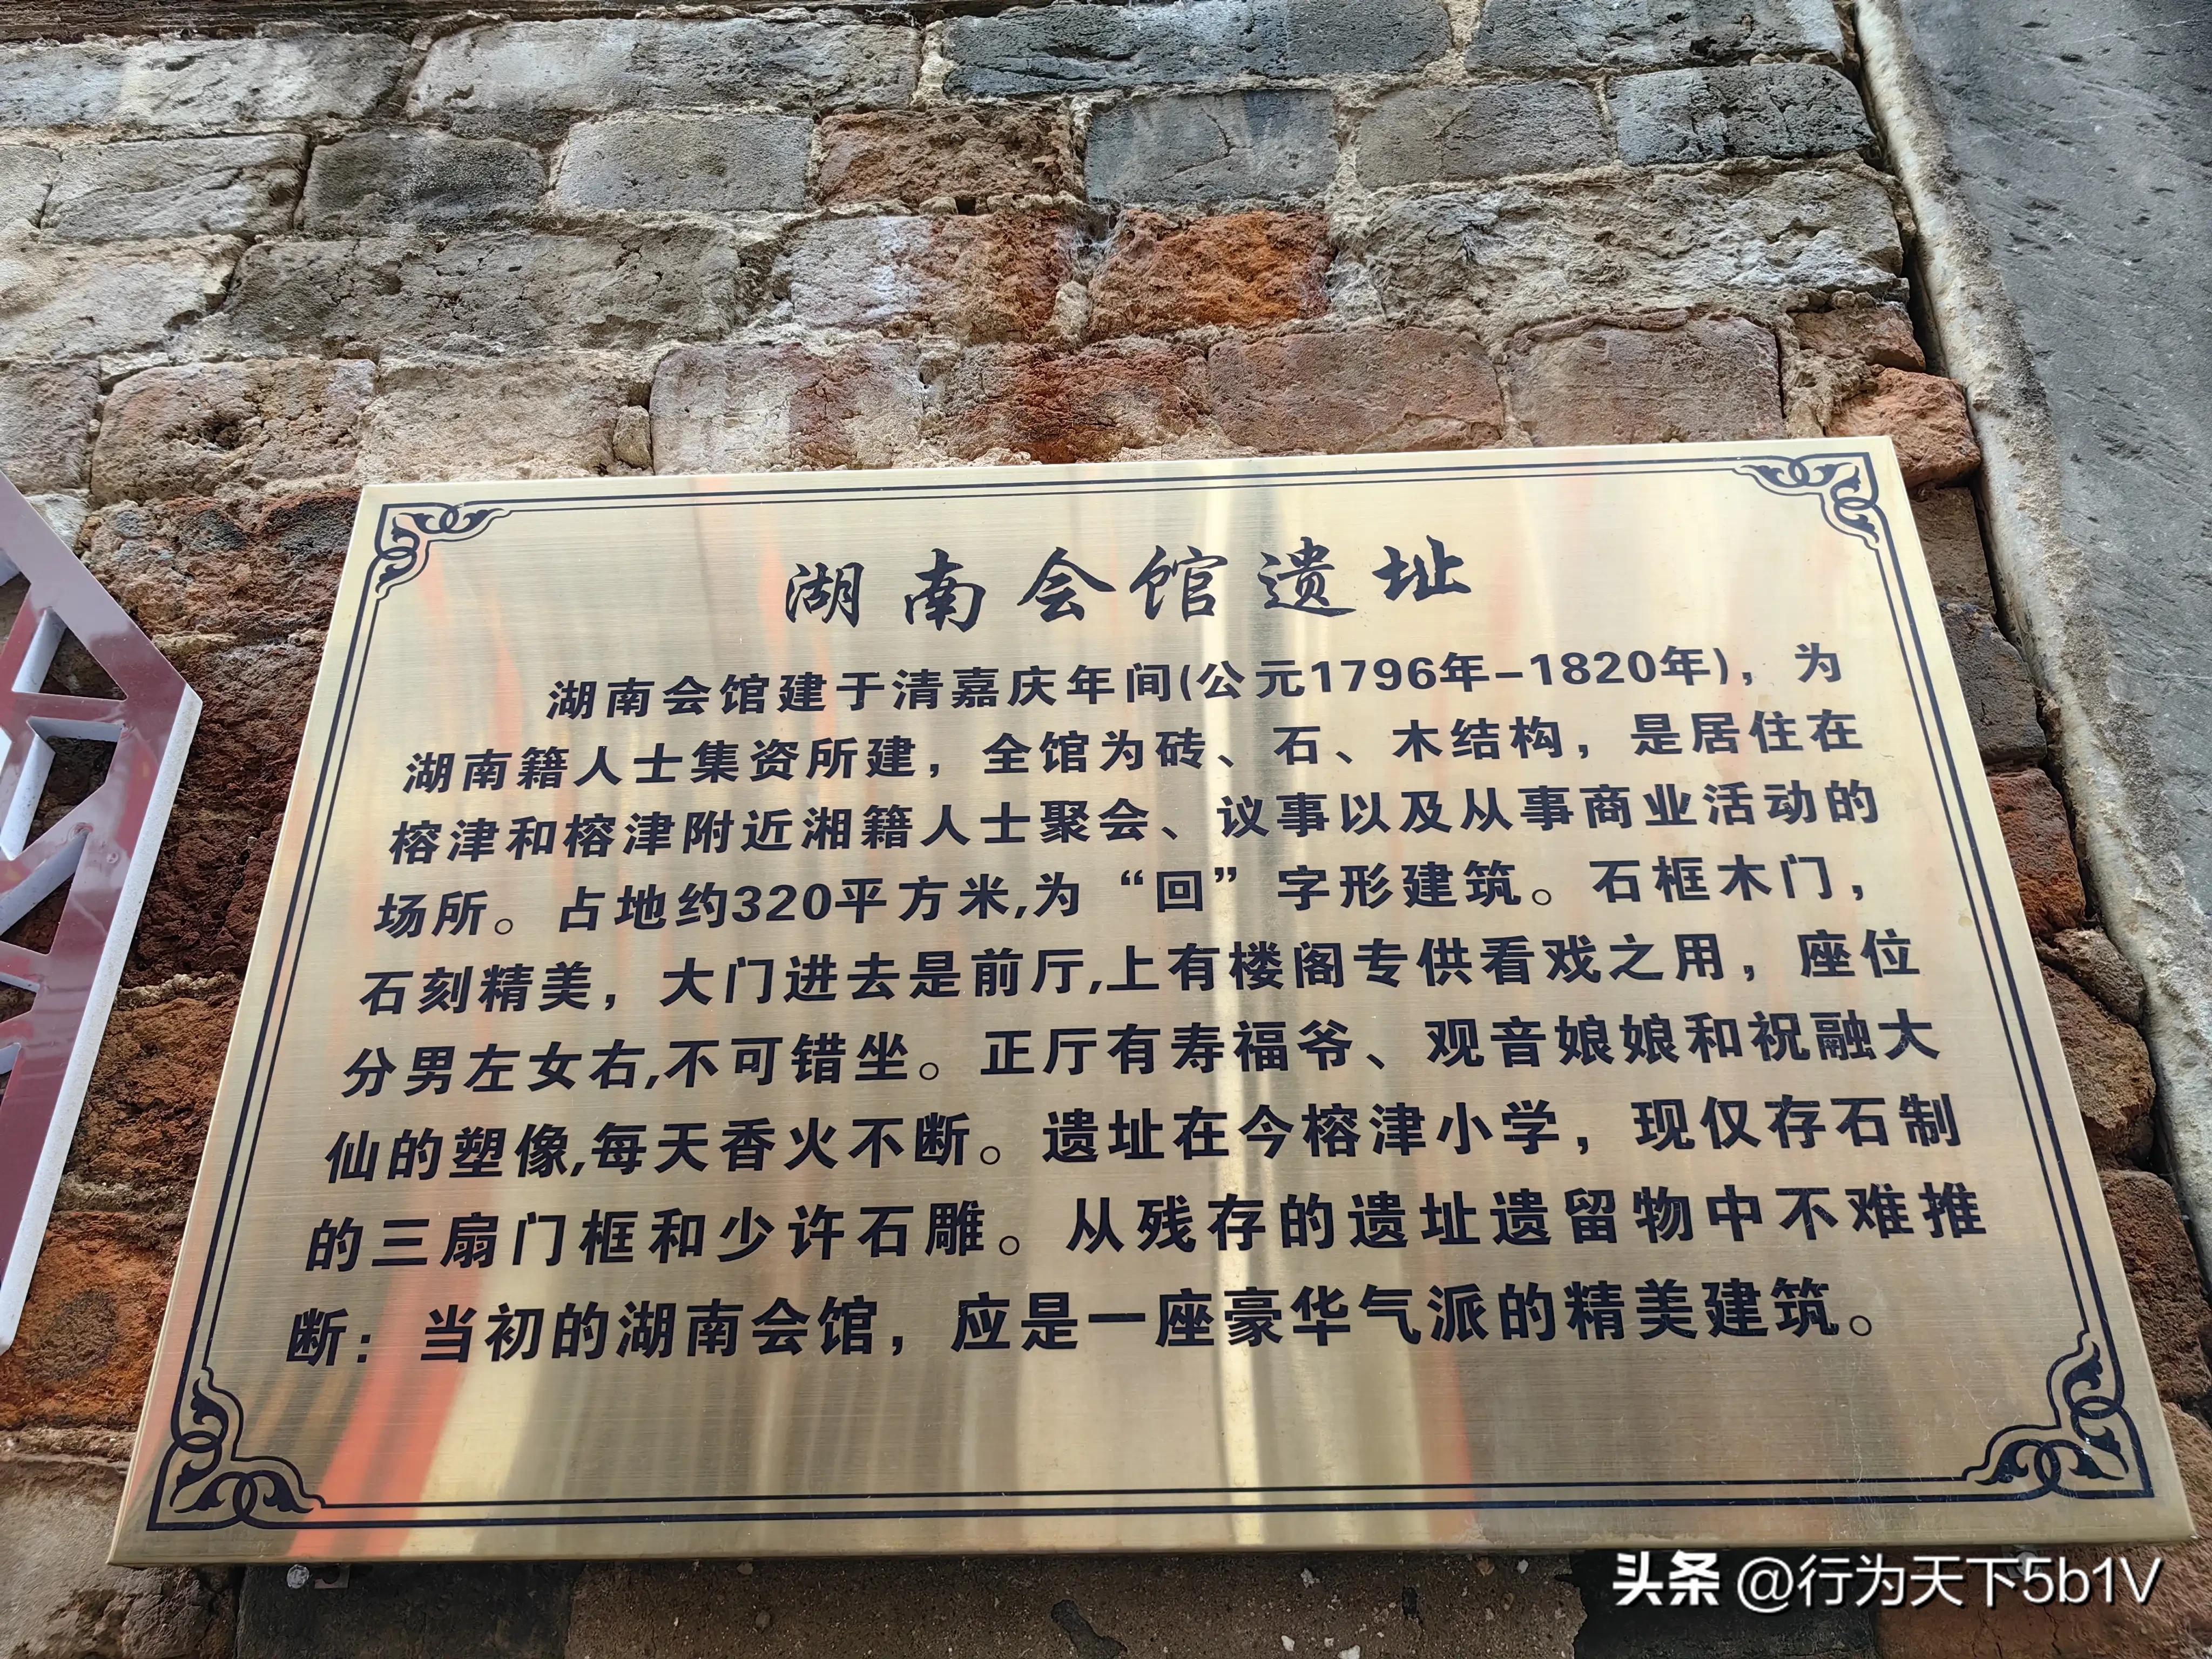 湖南会馆遗址
湖南会馆建于清嘉庆年间(公元1796年-1820年)，为
湖南籍人士集资所建，全馆为砖、石、木结构，是居住在
榕津和榕津附近湘籍人士聚会、议事以及从事商业活动的
场所。占地约320平方米,为“回”字形建筑。石框木门，
石刻精美，大门进去是前厅,上有楼阁专供看戏之用，座位
分男左女右,不可错坐。正厅有寿福爷、观音娘娘和祝融大
仙的塑像,每天香火不断。遗址在今榕津小学，现仅存石制
的三扇门框和少许石雕。从残存的遗址遗留物中不难推
断：当初的湖南会馆，应是一座豪华气派的精美建筑。
头条 @行为天下5b1V